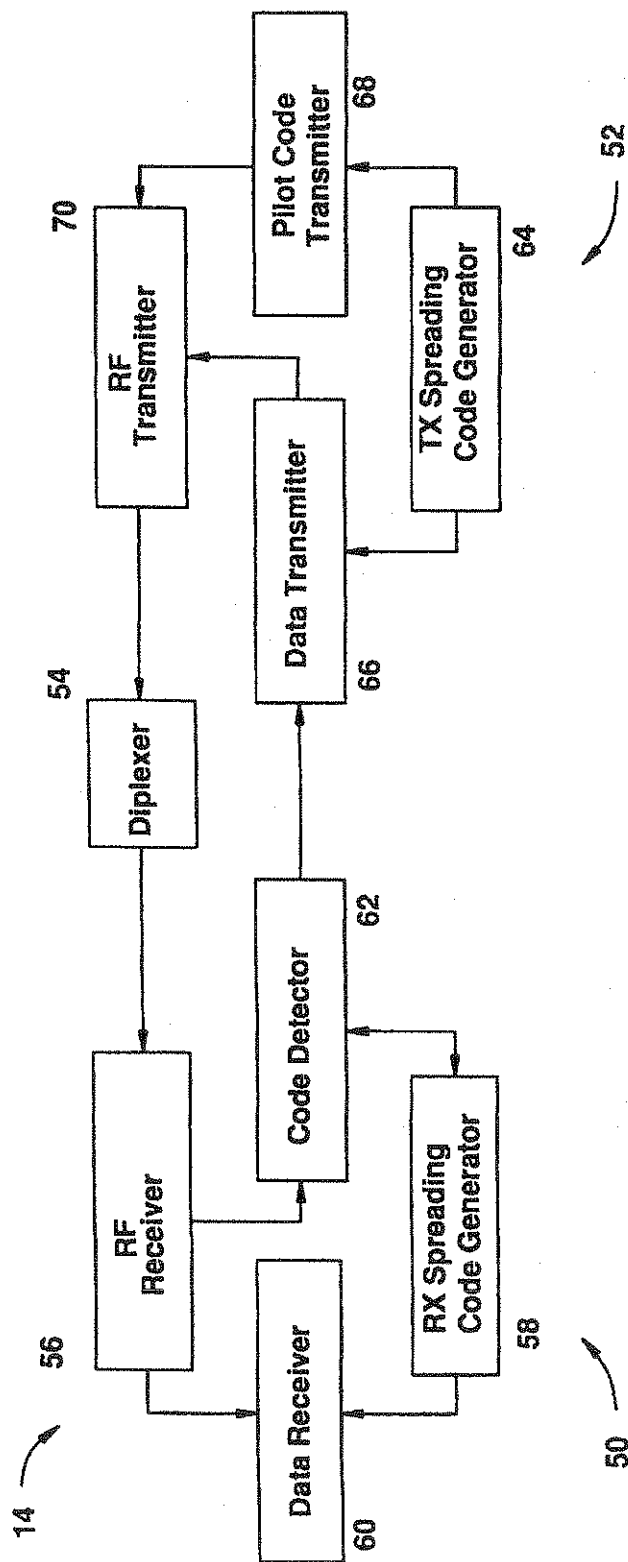 14
56
RF
Receiver
54
Diplexer
70
RF
Transmitter
60
Data Receiver
Code Detector
62
66
Data Transmitter
Pilot Code
Transmitter
68
58
RX Spreading
Code Generator
TX Spreading
Code Generator
64
50
52